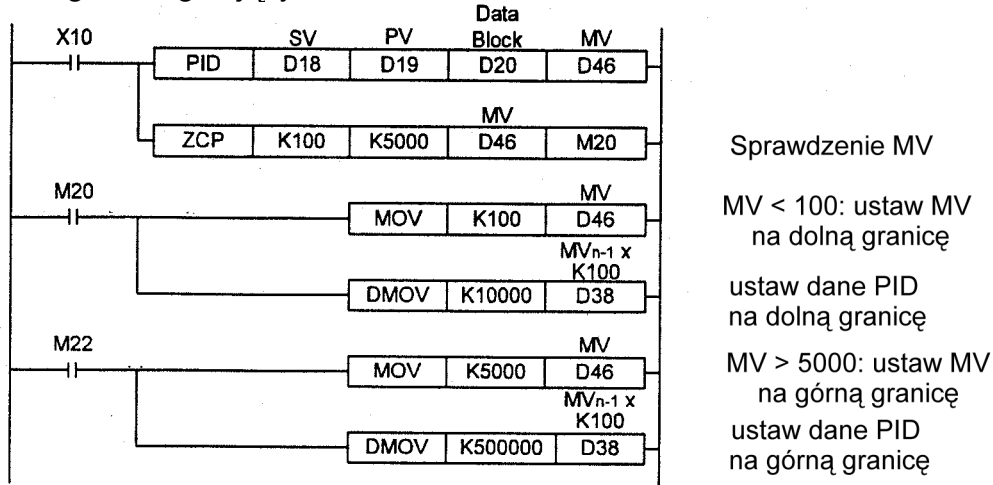 Data
X10 SV PV Block MV
PID D18 D19 D20 D46
MV
ZCP K100 K5000 D46 M20 Sprawdzenie MV
M20 MV
MOV K100 D46 MV < 100: ustaw MV
na dolną granicę
MVn-1 x
K100
DMOV K10000 D38 ustaw dane PID
na dolną granicę
M22 MV
MOV K5000 D46 MV > 5000: ustaw MV
na górną granicę
MVn-1 x
K100
DMOV K500000 D38 ustaw dane PID
na górną granicę